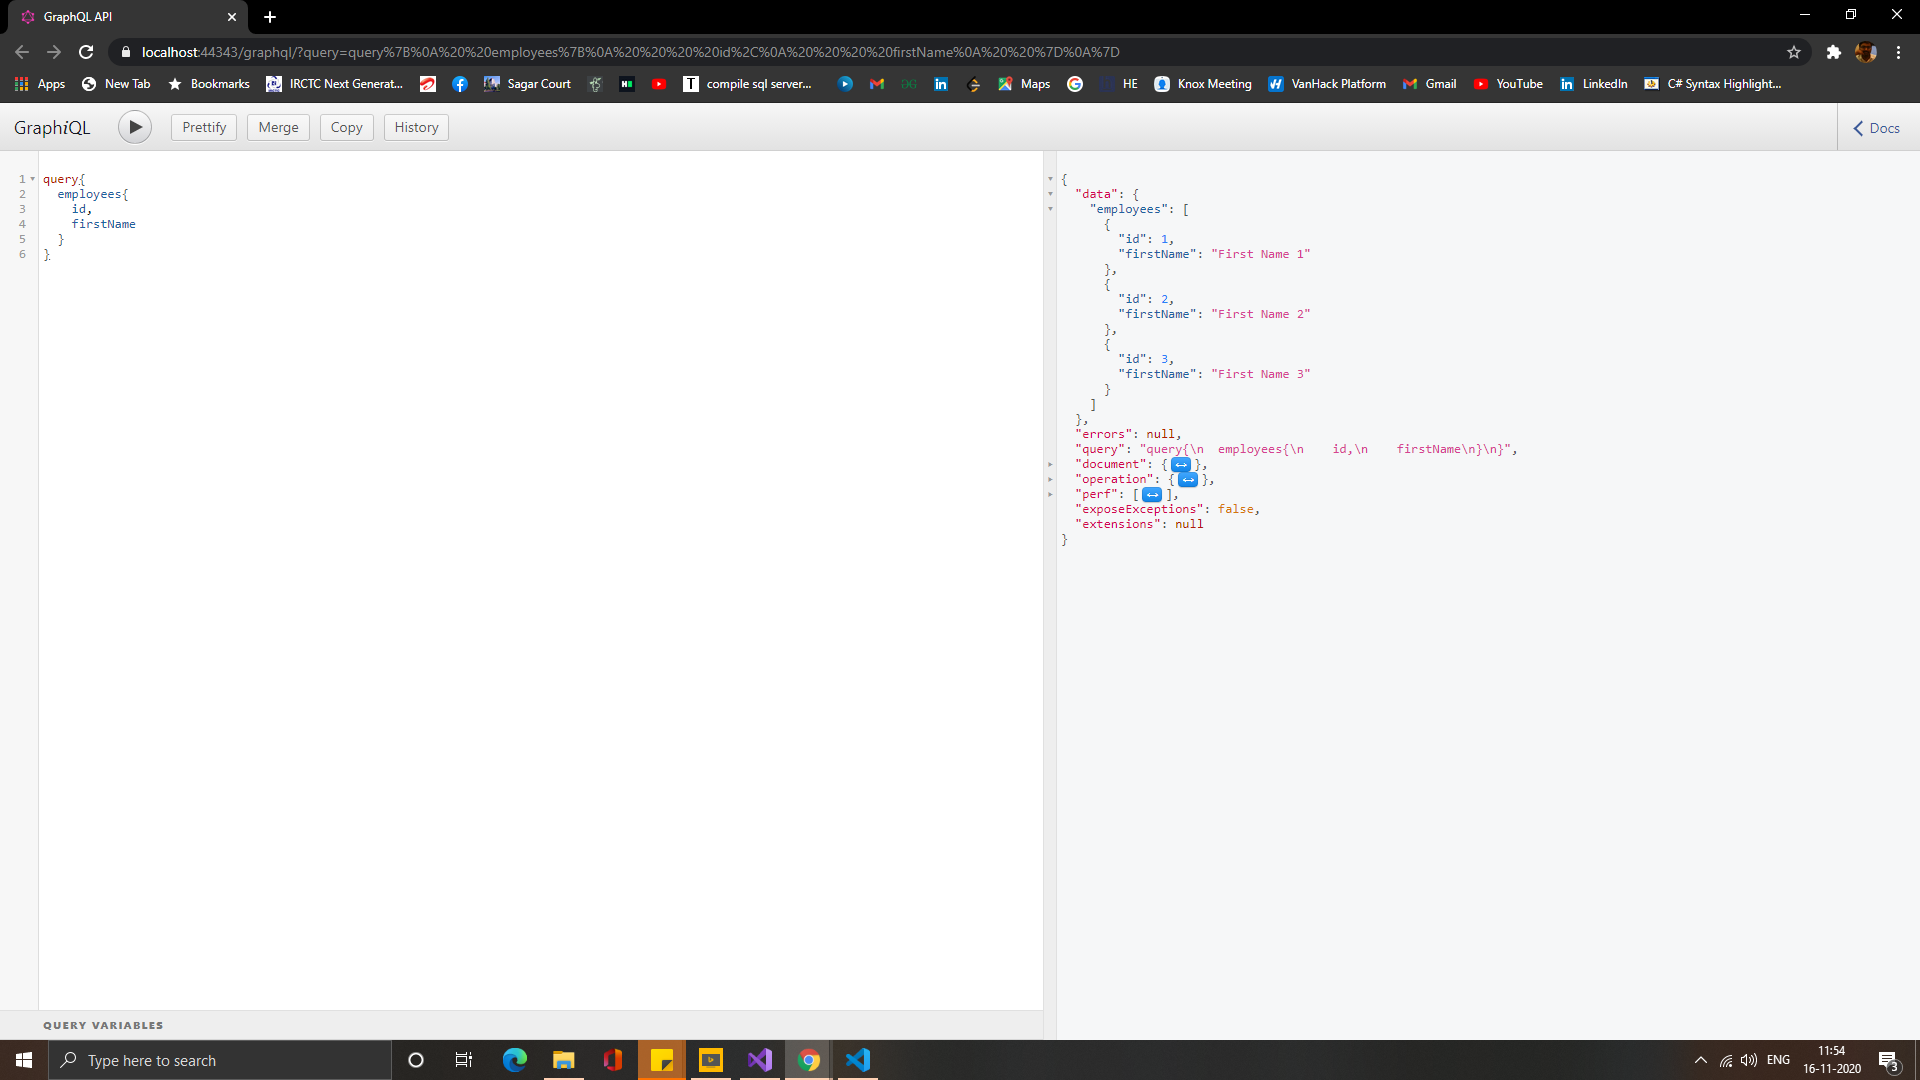 GraphQL API
localhost:44343/graphql/?query=query%7B%0A%20%20employees%7B%0A%20%20%20%20id%2C%0A%20%20%20%20firstName%0A%20%20%7D%0A%7D
Apps New Tab Bookmarks IRCTC Next Generat... Sagar Court compile sql server... Maps HE Knox Meeting VanHack Platform Gmail YouTube LinkedIn C# Syntax Highlight...
GraphiQL Prettify Merge Copy History Docs
1 query{
2 employees{
3 id,
4 firstName
5 }
6 }
{
"data": {
"employees": [
{
"id": 1,
"firstName": "First Name 1"
},
{
"id": 2,
"firstName": "First Name 2"
},
{
"id": 3,
"firstName": "First Name 3"
}
]
},
"errors": null,
"query": "query{\n  employees{\n    id,\n    firstName\n}\n}",
"document": {↔},
"operation": {↔},
"perf": [↔],
"exposeExceptions": false,
"extensions": null
}
QUERY VARIABLES
Type here to search
ENG
11:54
16-11-2020
3